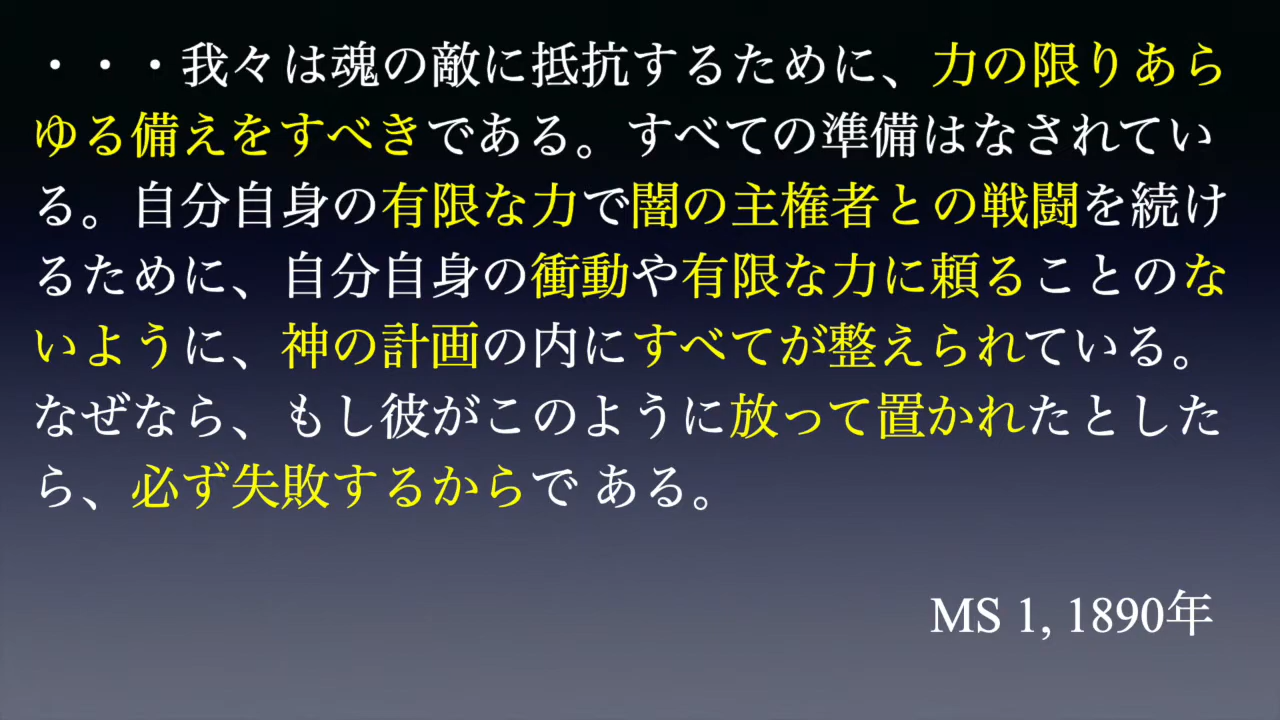 ・・・我々は魂の敵に抵抗するために、力の限りあら
ゆる備えをすべきである。すべての準備はなされてい
る。自分自身の有限な力で闇の主権者との戦闘を続け
るために、自分自身の衝動や有限な力に頼ることのな
いように、神の計画の内にすべてが整えられている。
なぜなら、もし彼がこのように放って置かれたとした
ら、必ず失敗するからで ある。
MS 1, 1890年